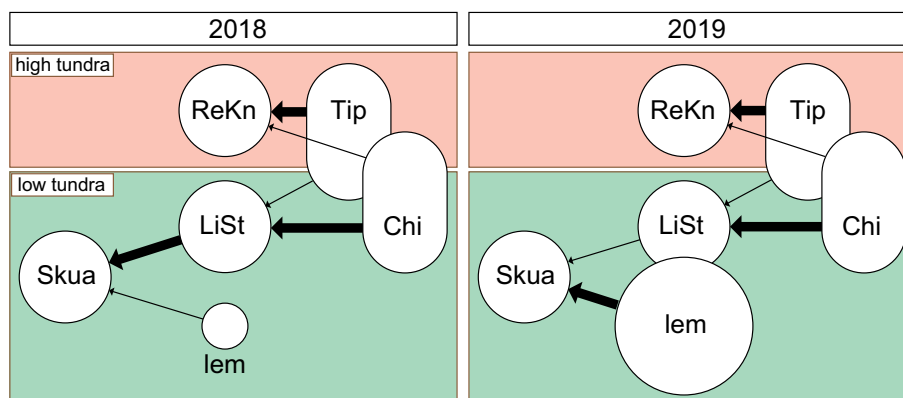 2018
high tundra
ReKn
Tip
low tundra
LiSt
Chi
Skua
lem
2019
ReKn
Tip
LiSt
Chi
Skua
lem